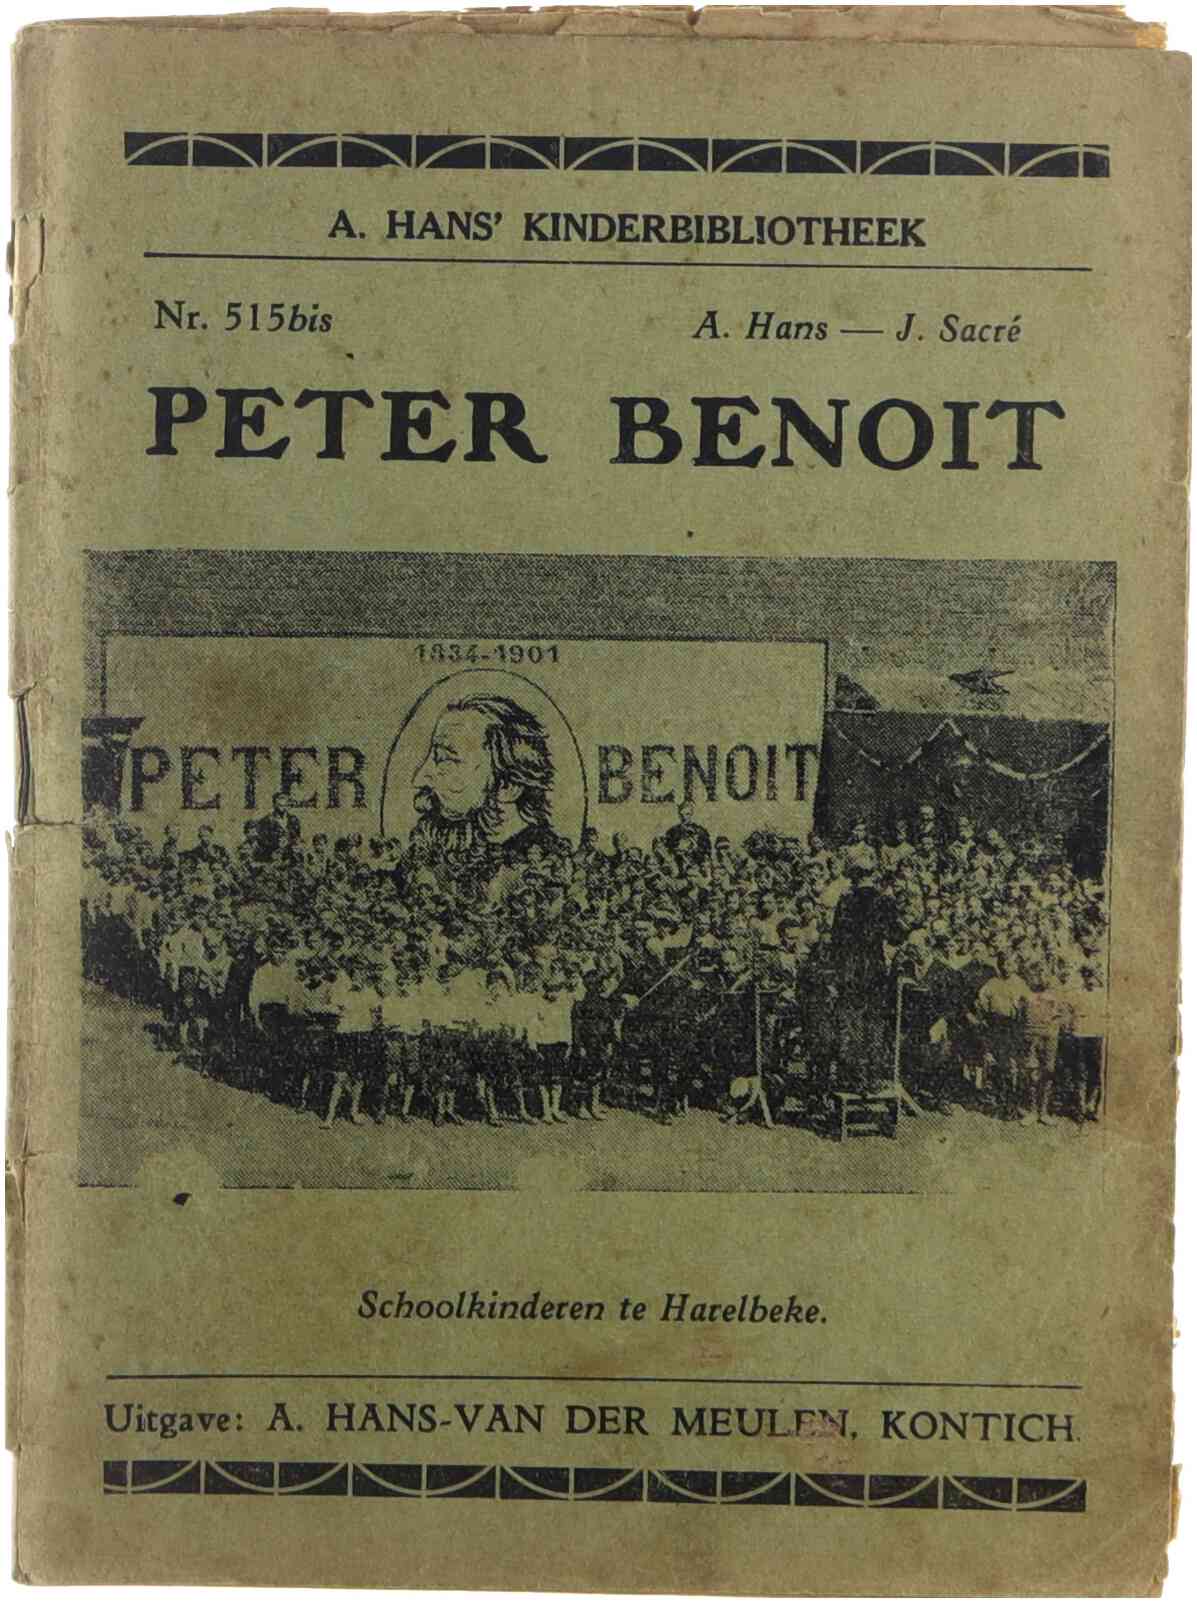 A. HANS' KINDERBIBLIOTHEEK
Nr. 515bis
A. Hans — J. Sacré
PETER BENOIT
1834-1901
PETER BENOIT
Schoolkinderen te Harelbeke.
Uitgave: A. HANS-VAN DER MEULEN, KONTICH.